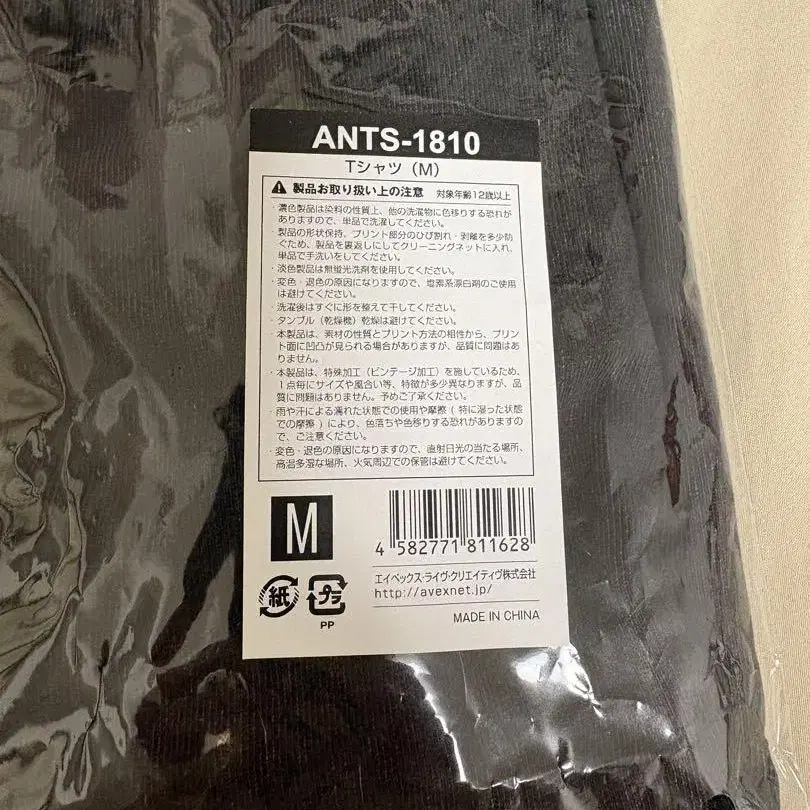 ANTS-1810
Tシャツ（M）
製品お取り扱い上の注意 対象年齢12歳以上
・濃色製品は染料の性質上、他の洗濯物に色移りする恐れが
ありますので、単品で洗濯してください。
・製品の形状保持、プリント部分のひび割れ・剥離を多少防
ぐため、製品を裏返しにしてクリーニングネットに入れ、
単品で手洗いをしてください。
・淡色製品は無蛍光洗剤を使用してください。
・変色・退色の原因になりますので、塩素系漂白剤のご使用
は避けてください。
・洗濯後はすぐに形を整えて干してください。
・タンブル（乾燥機）乾燥は避けてください。
・本製品は、素材の性質とプリント方法の相性から、プリン
ト面に凹凸が見られる場合がありますが、品質に問題はあ
りません。
・本製品は、特殊加工（ビンテージ加工）を施しているため、
1点毎にサイズや風合い等、特徴が多少異なりますが、品
質に問題はありません。予めご了承ください。
・雨や汗による濡れた状態での使用や摩擦（特に湿った状態
での摩擦）により、色落ちや色移りする恐れがありますの
で、ご注意ください。
・変色・退色の原因になりますので、直射日光の当たる場所、
高温多湿な場所、火気周辺での保管は避けてください。
M
4 582771 811628
エイベックス・ライヴ・クリエイティヴ株式会社
http://avexnet.jp/
紙
プラ
PP
MADE IN CHINA